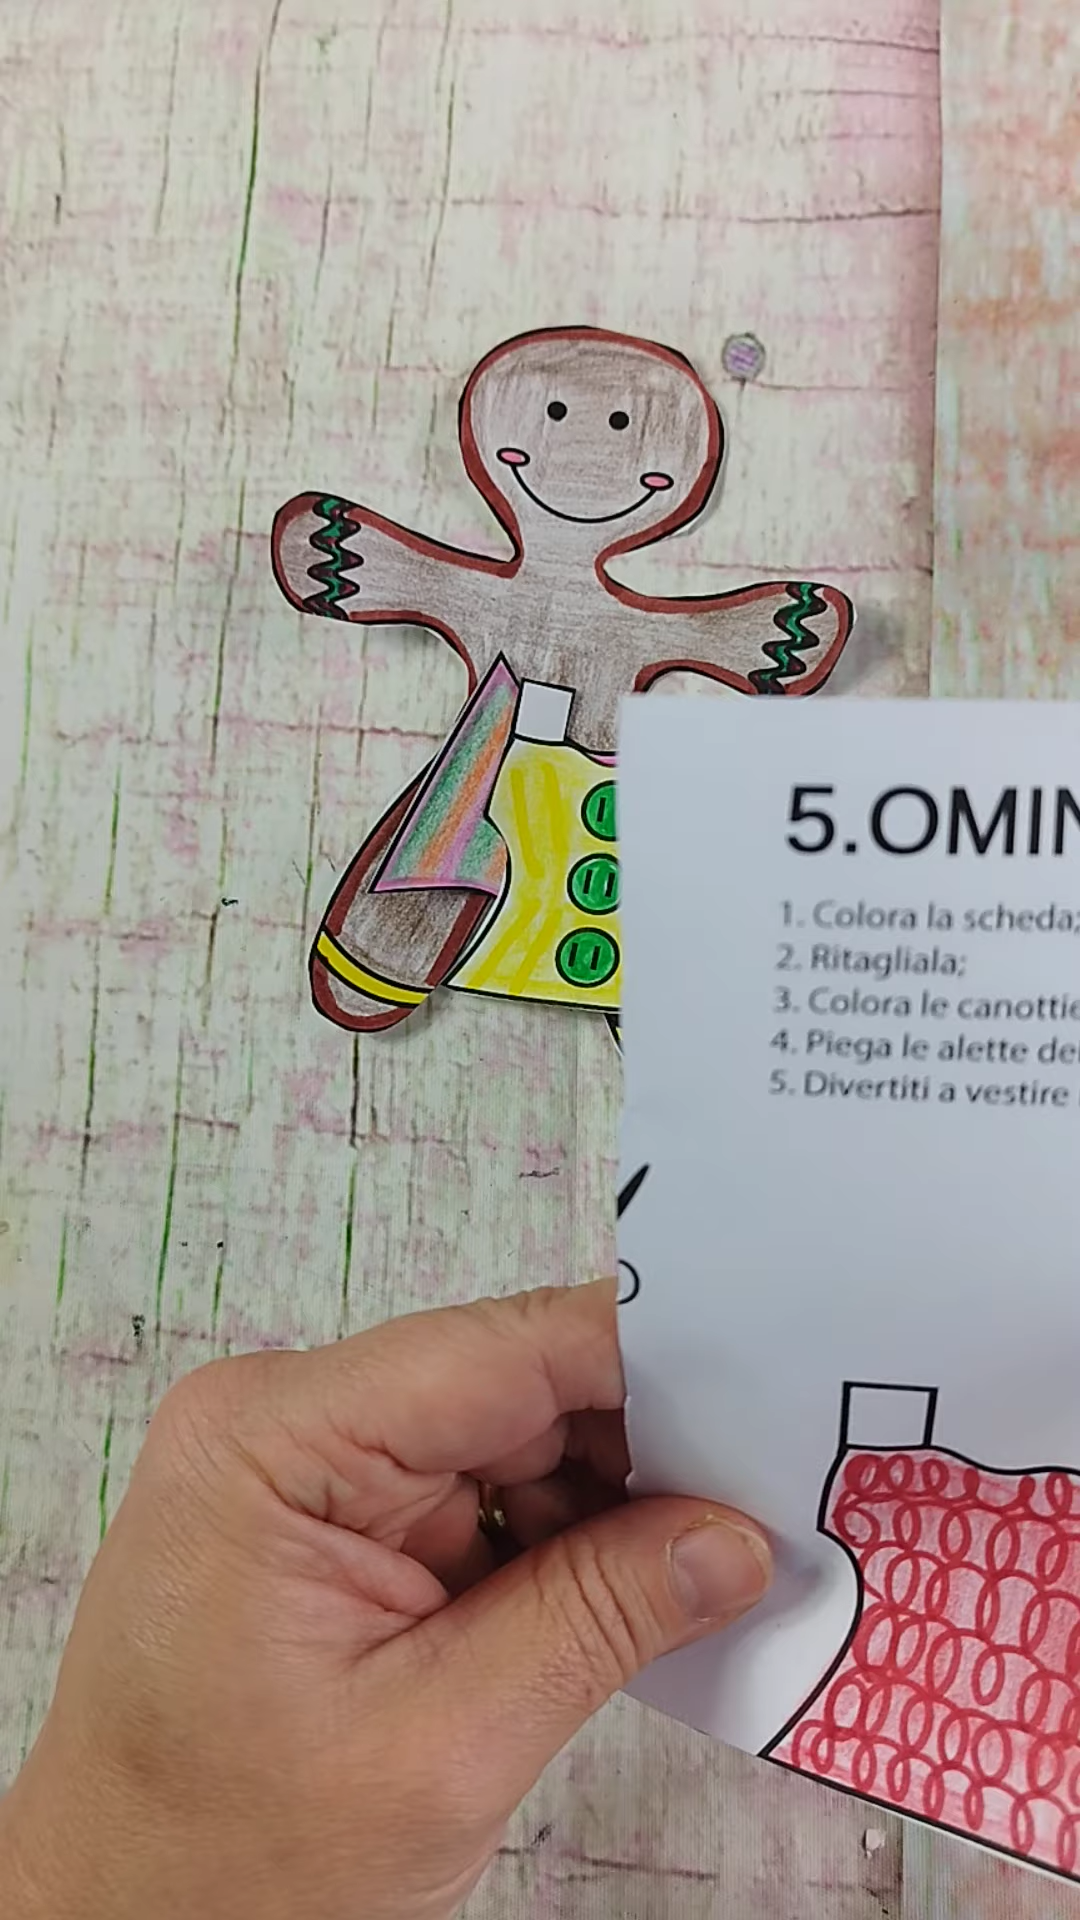 5.OMIN
1. Colora la scheda;
2. Ritagliala;
3. Colora le canottie
4. Piega le alette del
5. Divertiti a vestire